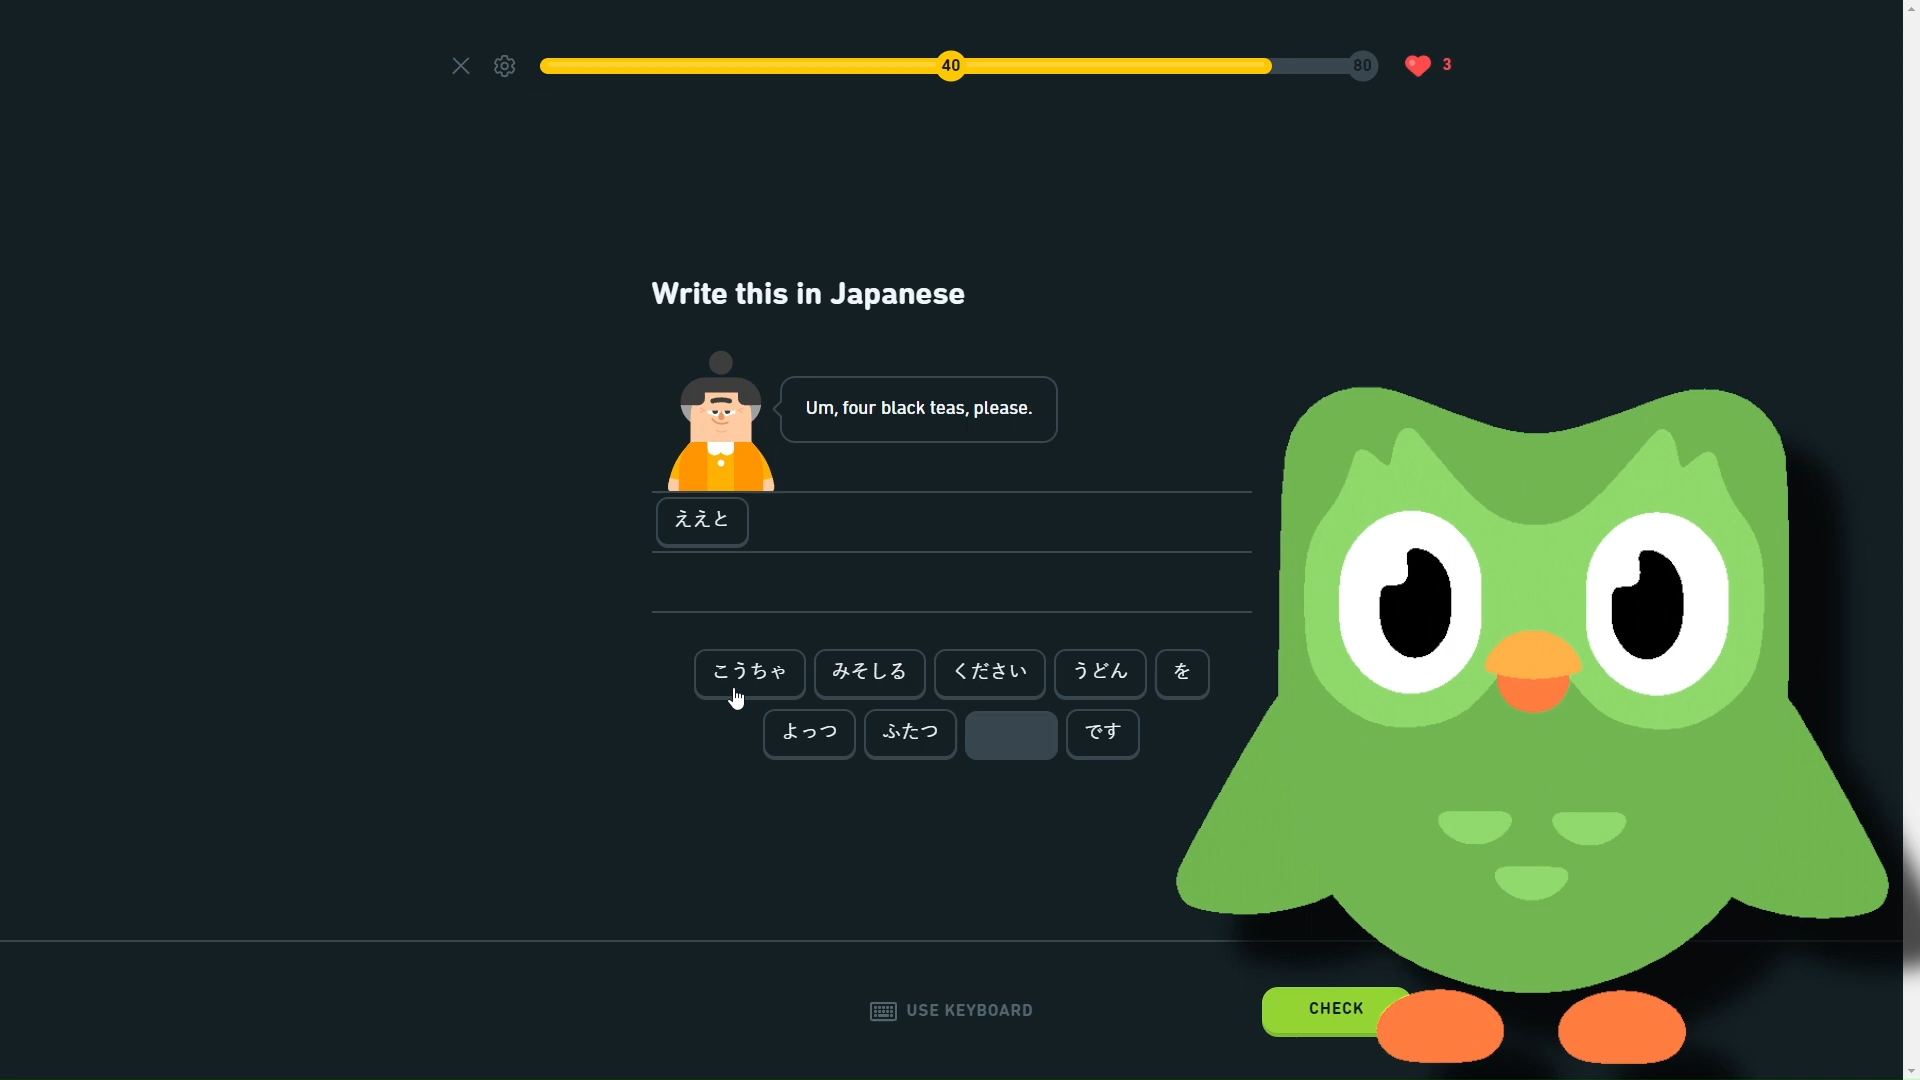 40
80
3
Write this in Japanese
Um, four black teas, please.
ええと
こうちゃ みそしる ください うどん を
よっつ ふたつ です
USE KEYBOARD
CHECK